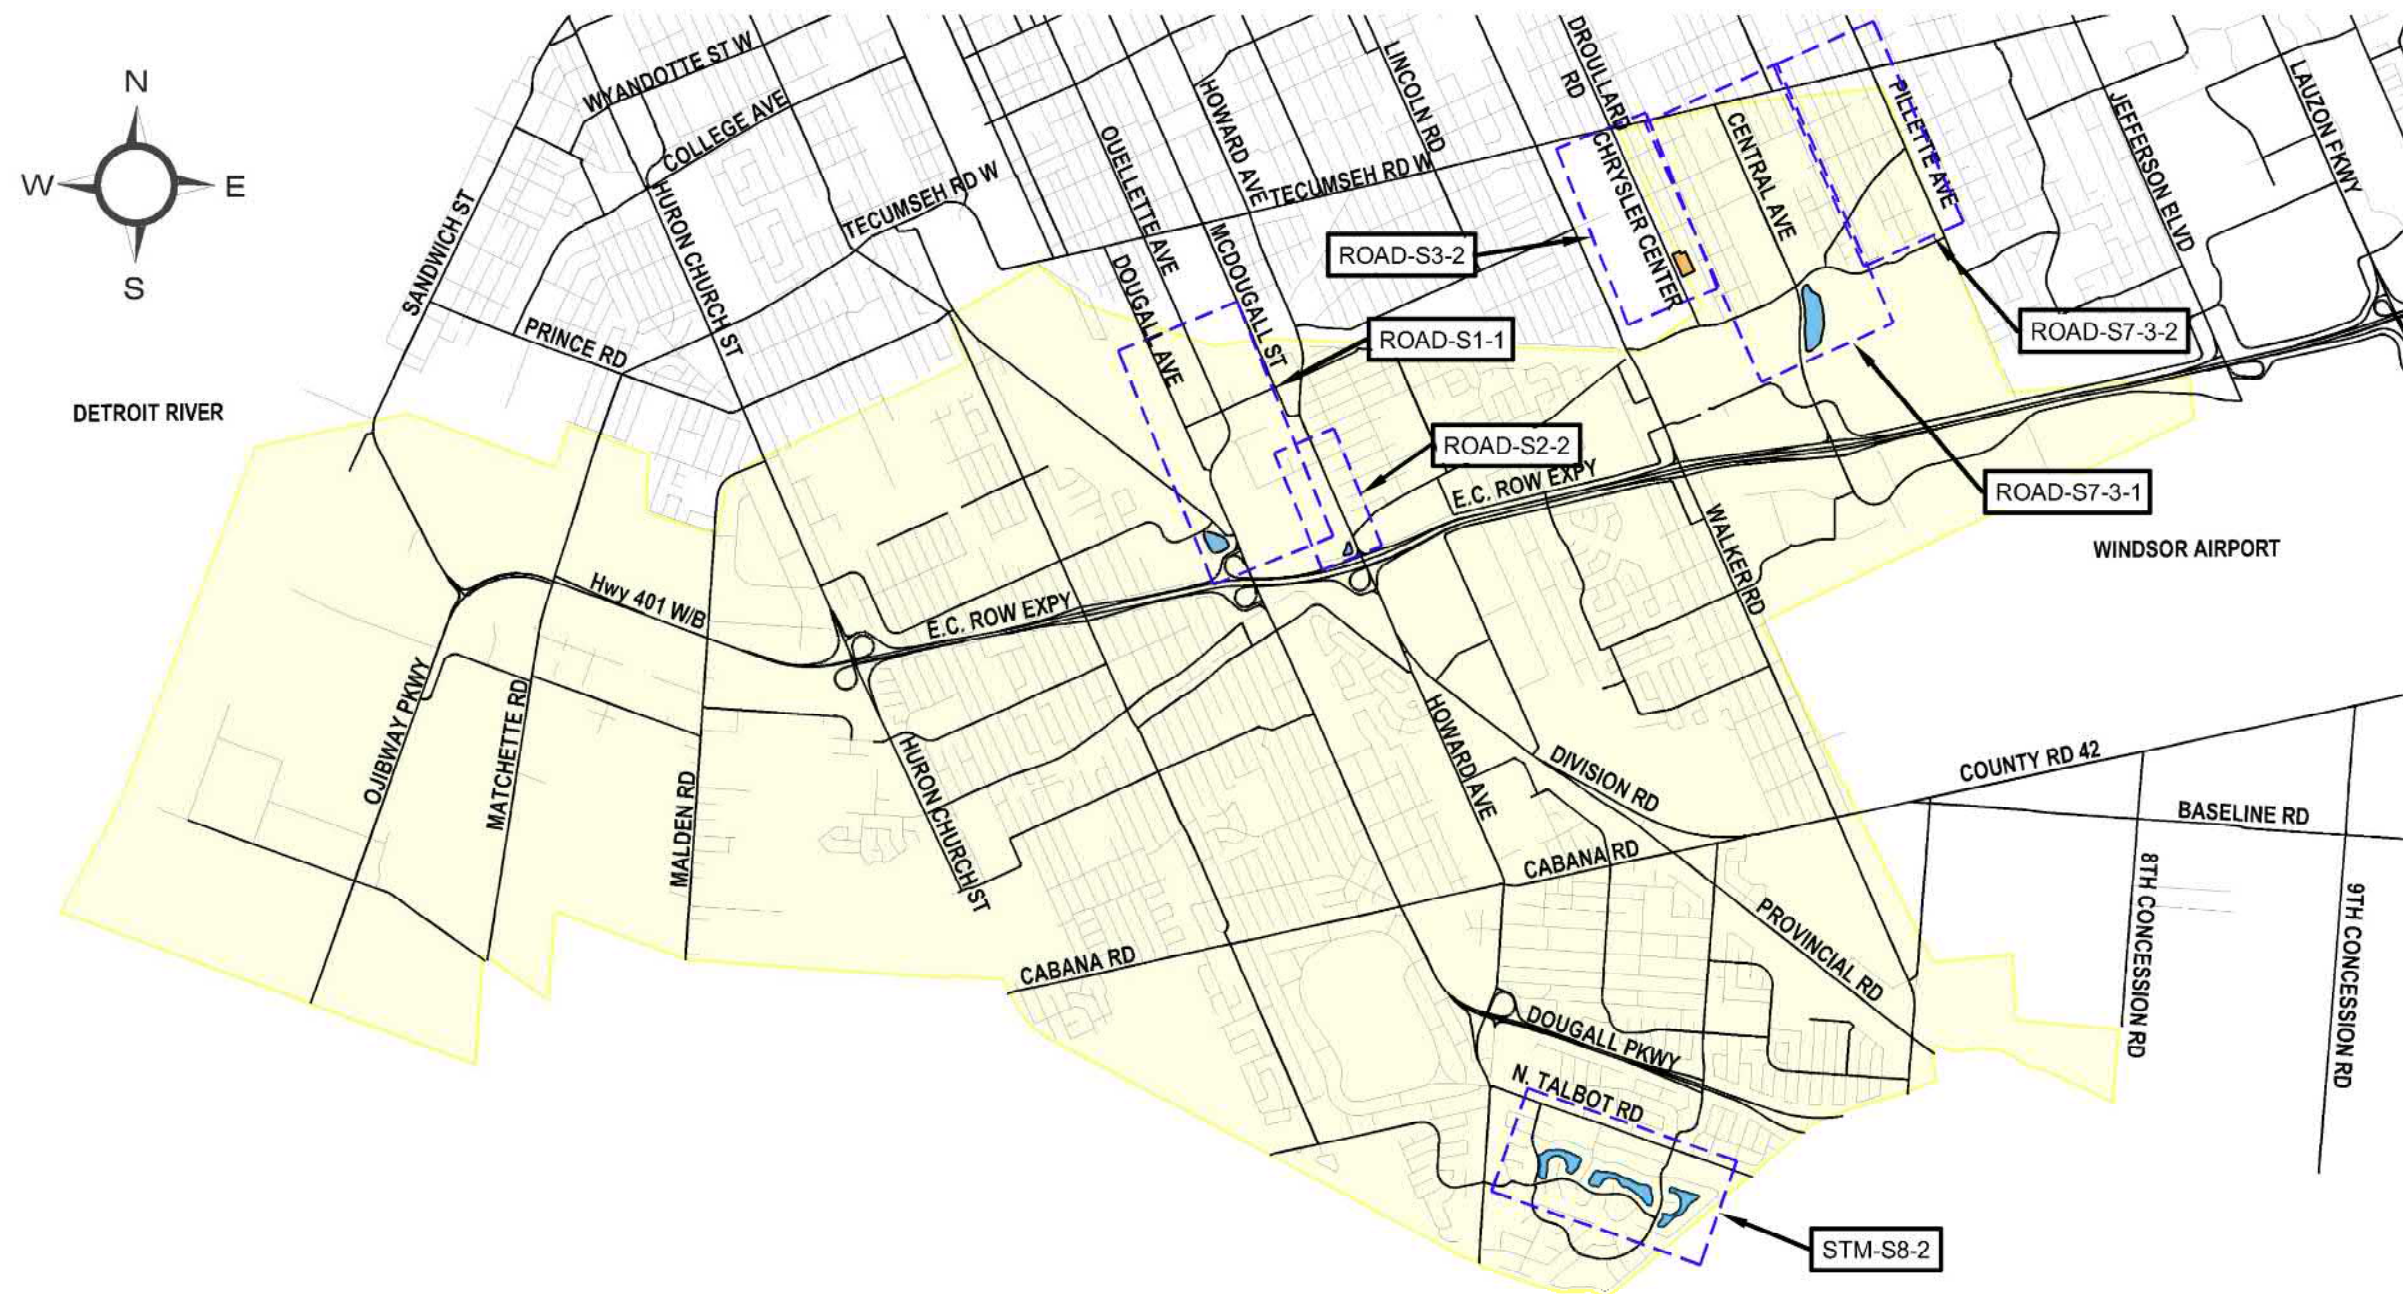 N
W
E
S
WYANDOTTE ST W
COLLEGE AVE
SANDWICH ST
HURON CHURCH ST
TECUMSEH RD W
PRINCE RD
DETROIT RIVER
OUELLETTE AVE
DOUGALL AVE
MCDOUGALL ST
HOWARD AVE
TECUMSEH RD W
LINCOLN RD
DROUILLARD
RD
CHRYSLER CENTER
CENTRAL AVE
PILLETTE AVE
JEFFERSON BLVD
LAUZON PKWY
ROAD-S3-2
ROAD-S1-1
ROAD-S2-2
ROAD-S7-3-2
ROAD-S7-3-1
WINDSOR AIRPORT
E.C. ROW EXPY
WALKER RD
Hwy 401 W/B
E.C. ROW EXPY
OJIBWAY PKWY
MATCHETTE RD
MALDEN RD
HURON CHURCH ST
HOWARD AVE
DIVISION RD
COUNTY RD 42
BASELINE RD
CABANA RD
8TH CONCESSION RD
9TH CONCESSION RD
PROVINCIAL RD
CABANA RD
DOUGALL PKWY
N. TALBOT RD
STM-S8-2